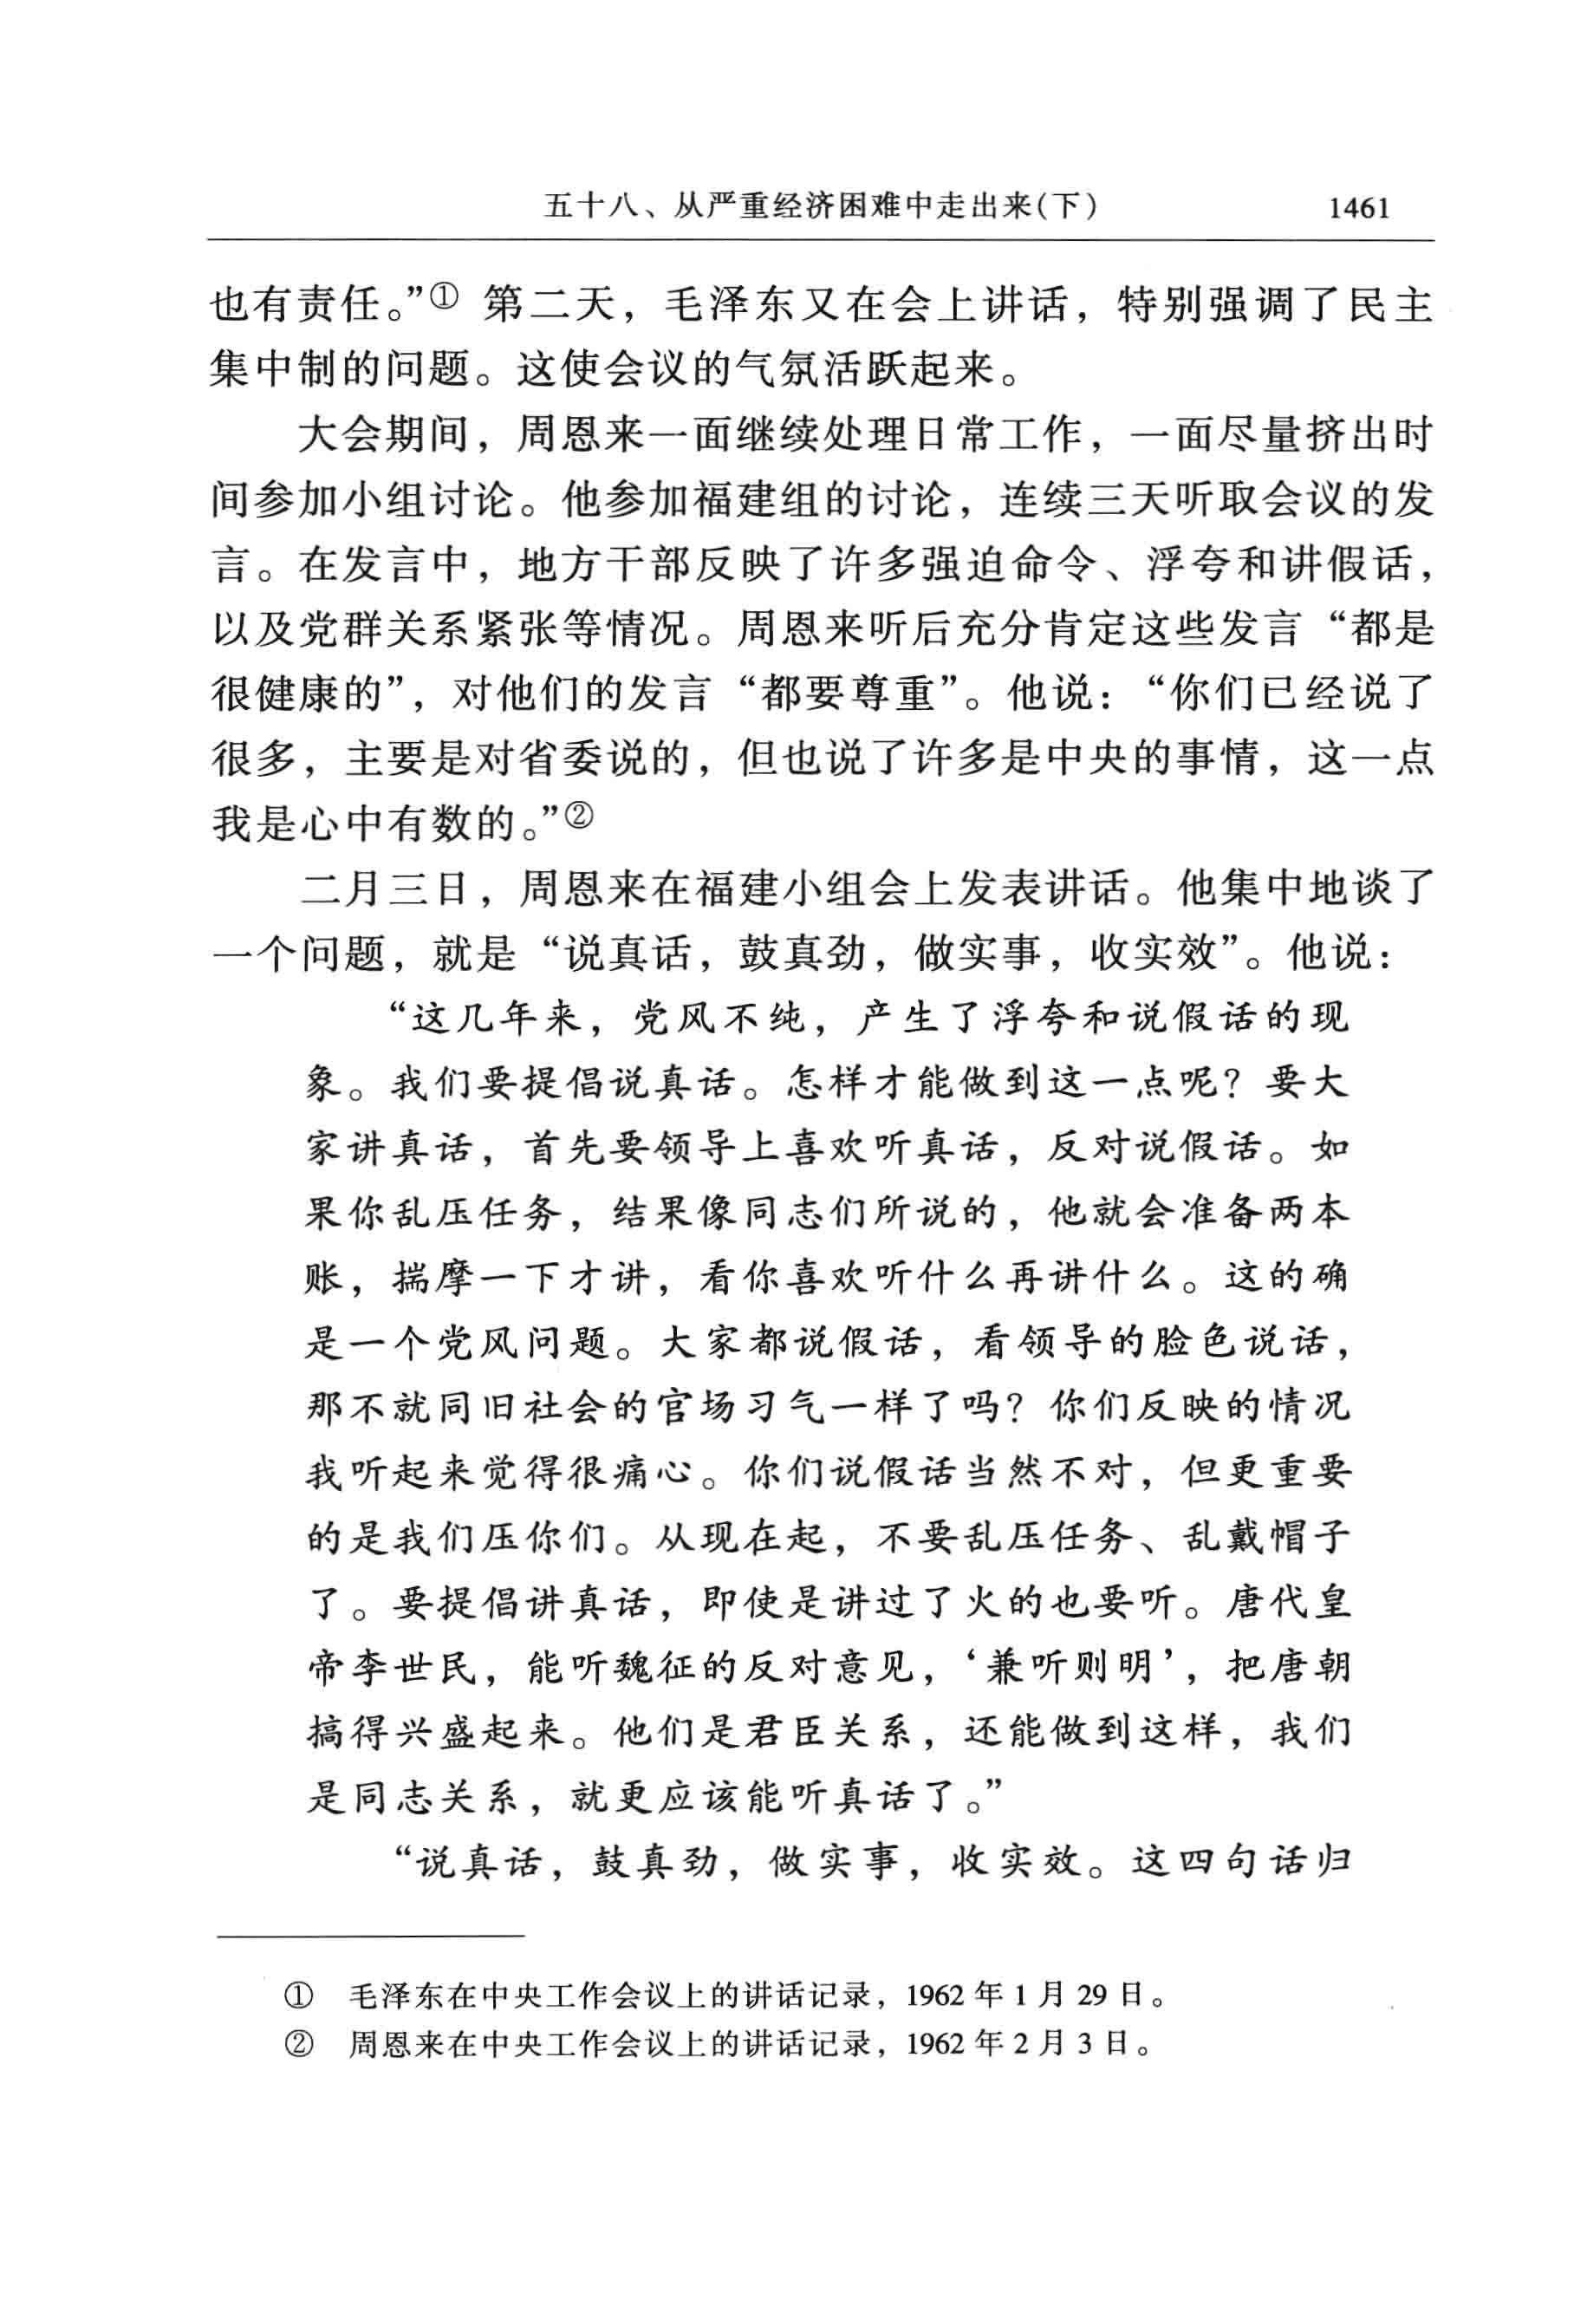 五十八、从严重经济困难中走出来(下) 1461
也有责任。”① 第二天，毛泽东又在会上讲话，特别强调了民主
集中制的问题。这使会议的气氛活跃起来。
大会期间，周恩来一面继续处理日常工作，一面尽量挤出时
间参加小组讨论。他参加福建组的讨论，连续三天听取会议的发
言。在发言中，地方干部反映了许多强迫命令、浮夸和讲假话，
以及党群关系紧张等情况。周恩来听后充分肯定这些发言“都是
很健康的”，对他们的发言“都要尊重”。他说：“你们已经说了
很多，主要是对省委说的，但也说了许多是中央的事情，这一点
我是心中有数的。”②
二月三日，周恩来在福建小组会上发表讲话。他集中地谈了
一个问题，就是“说真话，鼓真劲，做实事，收实效”。他说：
“这几年来，党风不纯，产生了浮夸和说假话的现
象。我们要提倡说真话。怎样才能做到这一点呢？要大
家讲真话，首先要领导上喜欢听真话，反对说假话。如
果你乱压任务，结果像同志们所说的，他就会准备两本
账，揣摩一下才讲，看你喜欢听什么再讲什么。这的确
是一个党风问题。大家都说假话，看领导的脸色说话，
那不就同旧社会的官场习气一样了吗？你们反映的情况
我听起来觉得很痛心。你们说假话当然不对，但更重要
的是我们压你们。从现在起，不要乱压任务、乱戴帽子
了。要提倡讲真话，即使是讲过了火的也要听。唐代皇
帝李世民，能听魏征的反对意见，‘兼听则明’，把唐朝
搞得兴盛起来。他们是君臣关系，还能做到这样，我们
是同志关系，就更应该能听真话了。”
“说真话，鼓真劲，做实事，收实效。这四句话归
① 毛泽东在中央工作会议上的讲话记录，1962 年 1 月 29 日。
② 周恩来在中央工作会议上的讲话记录，1962 年 2 月 3 日。